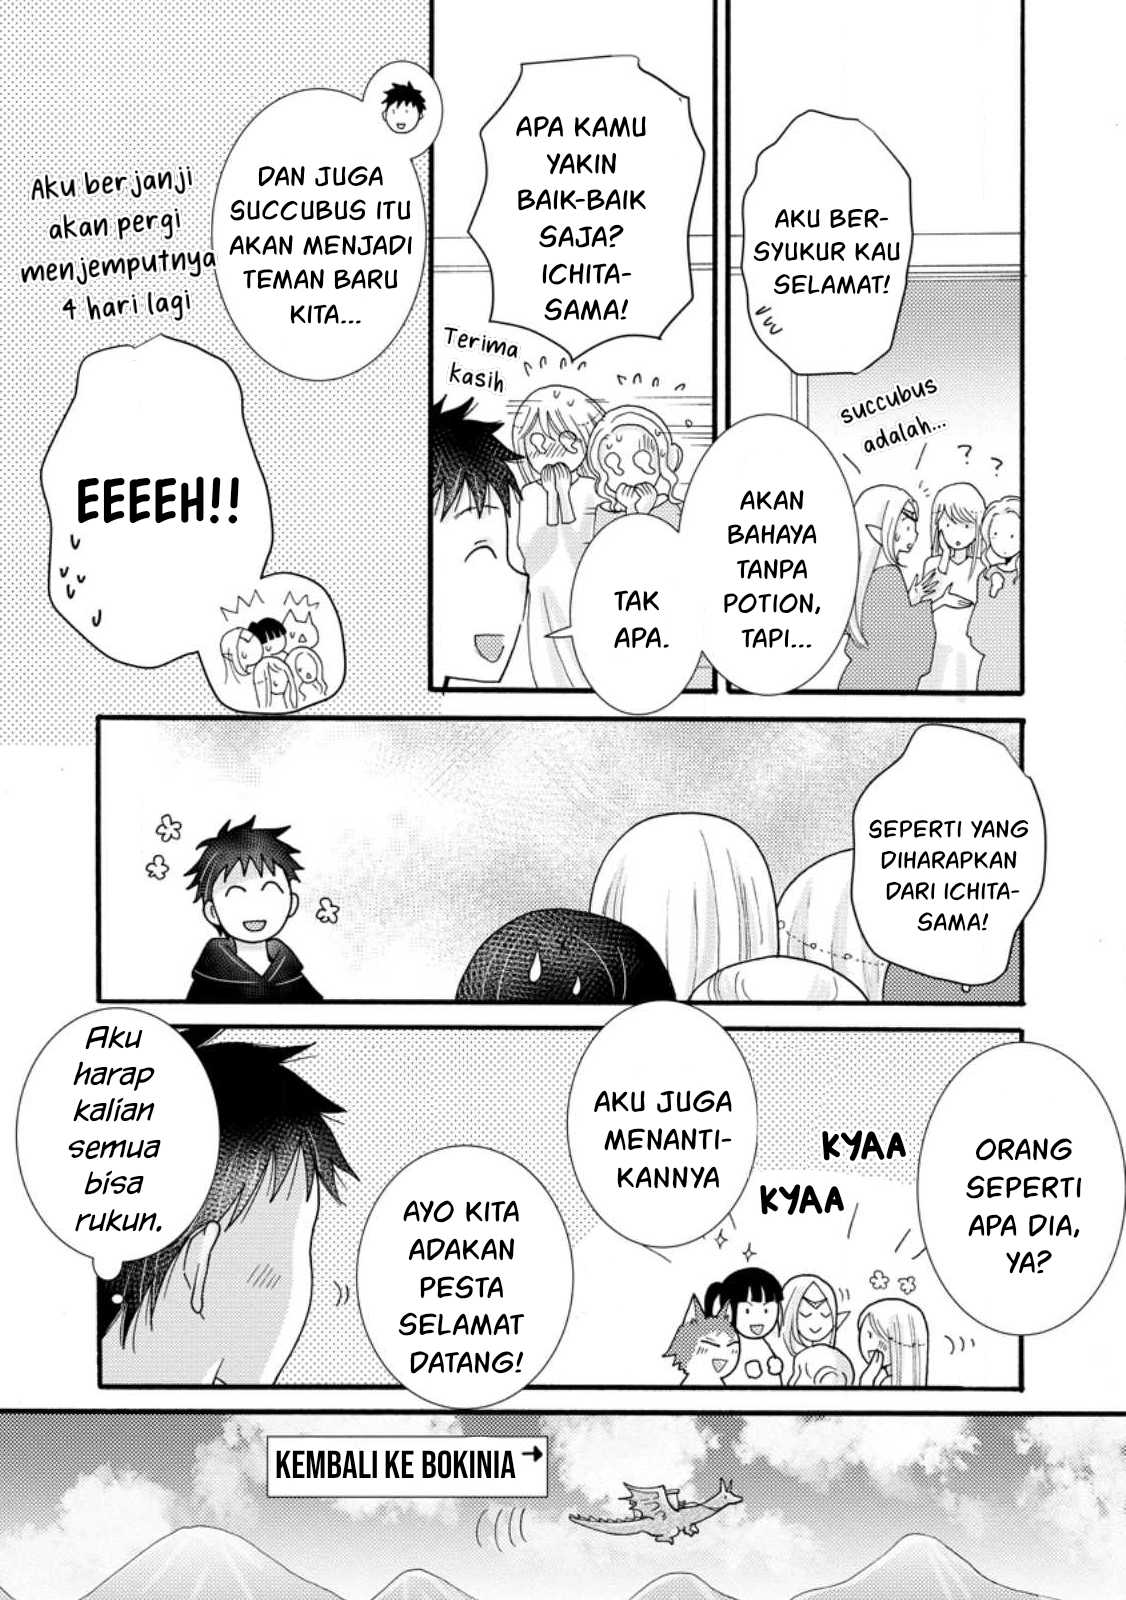 AKU BER-
SYUKUR KAU
SELAMAT!
succubus
adalah...
AKAN
BAHAYA
TANPA
POTION,
TAPI...
APA KAMU
YAKIN
BAIK-BAIK
SAJA?
ICHITA-
SAMA!
Terima
kasih
TAK
APA.
DAN JUGA
SUCCUBUS ITU
AKAN MENJADI
TEMAN BARU
KITA...
Aku berjanji
akan pergi
menjemputnya
4 hari lagi
EEEEH!!
SEPERTI YANG
DIHARAPKAN
DARI ICHITA-
SAMA!
ORANG
SEPERTI
APA DIA,
YA?
KYAA
KYAA
AKU JUGA
MENANTI-
KANNYA
AYO KITA
ADAKAN
PESTA
SELAMAT
DATANG!
Aku
harap
kalian
semua
bisa
rukun.
KEMBALI KE BOKINIA →